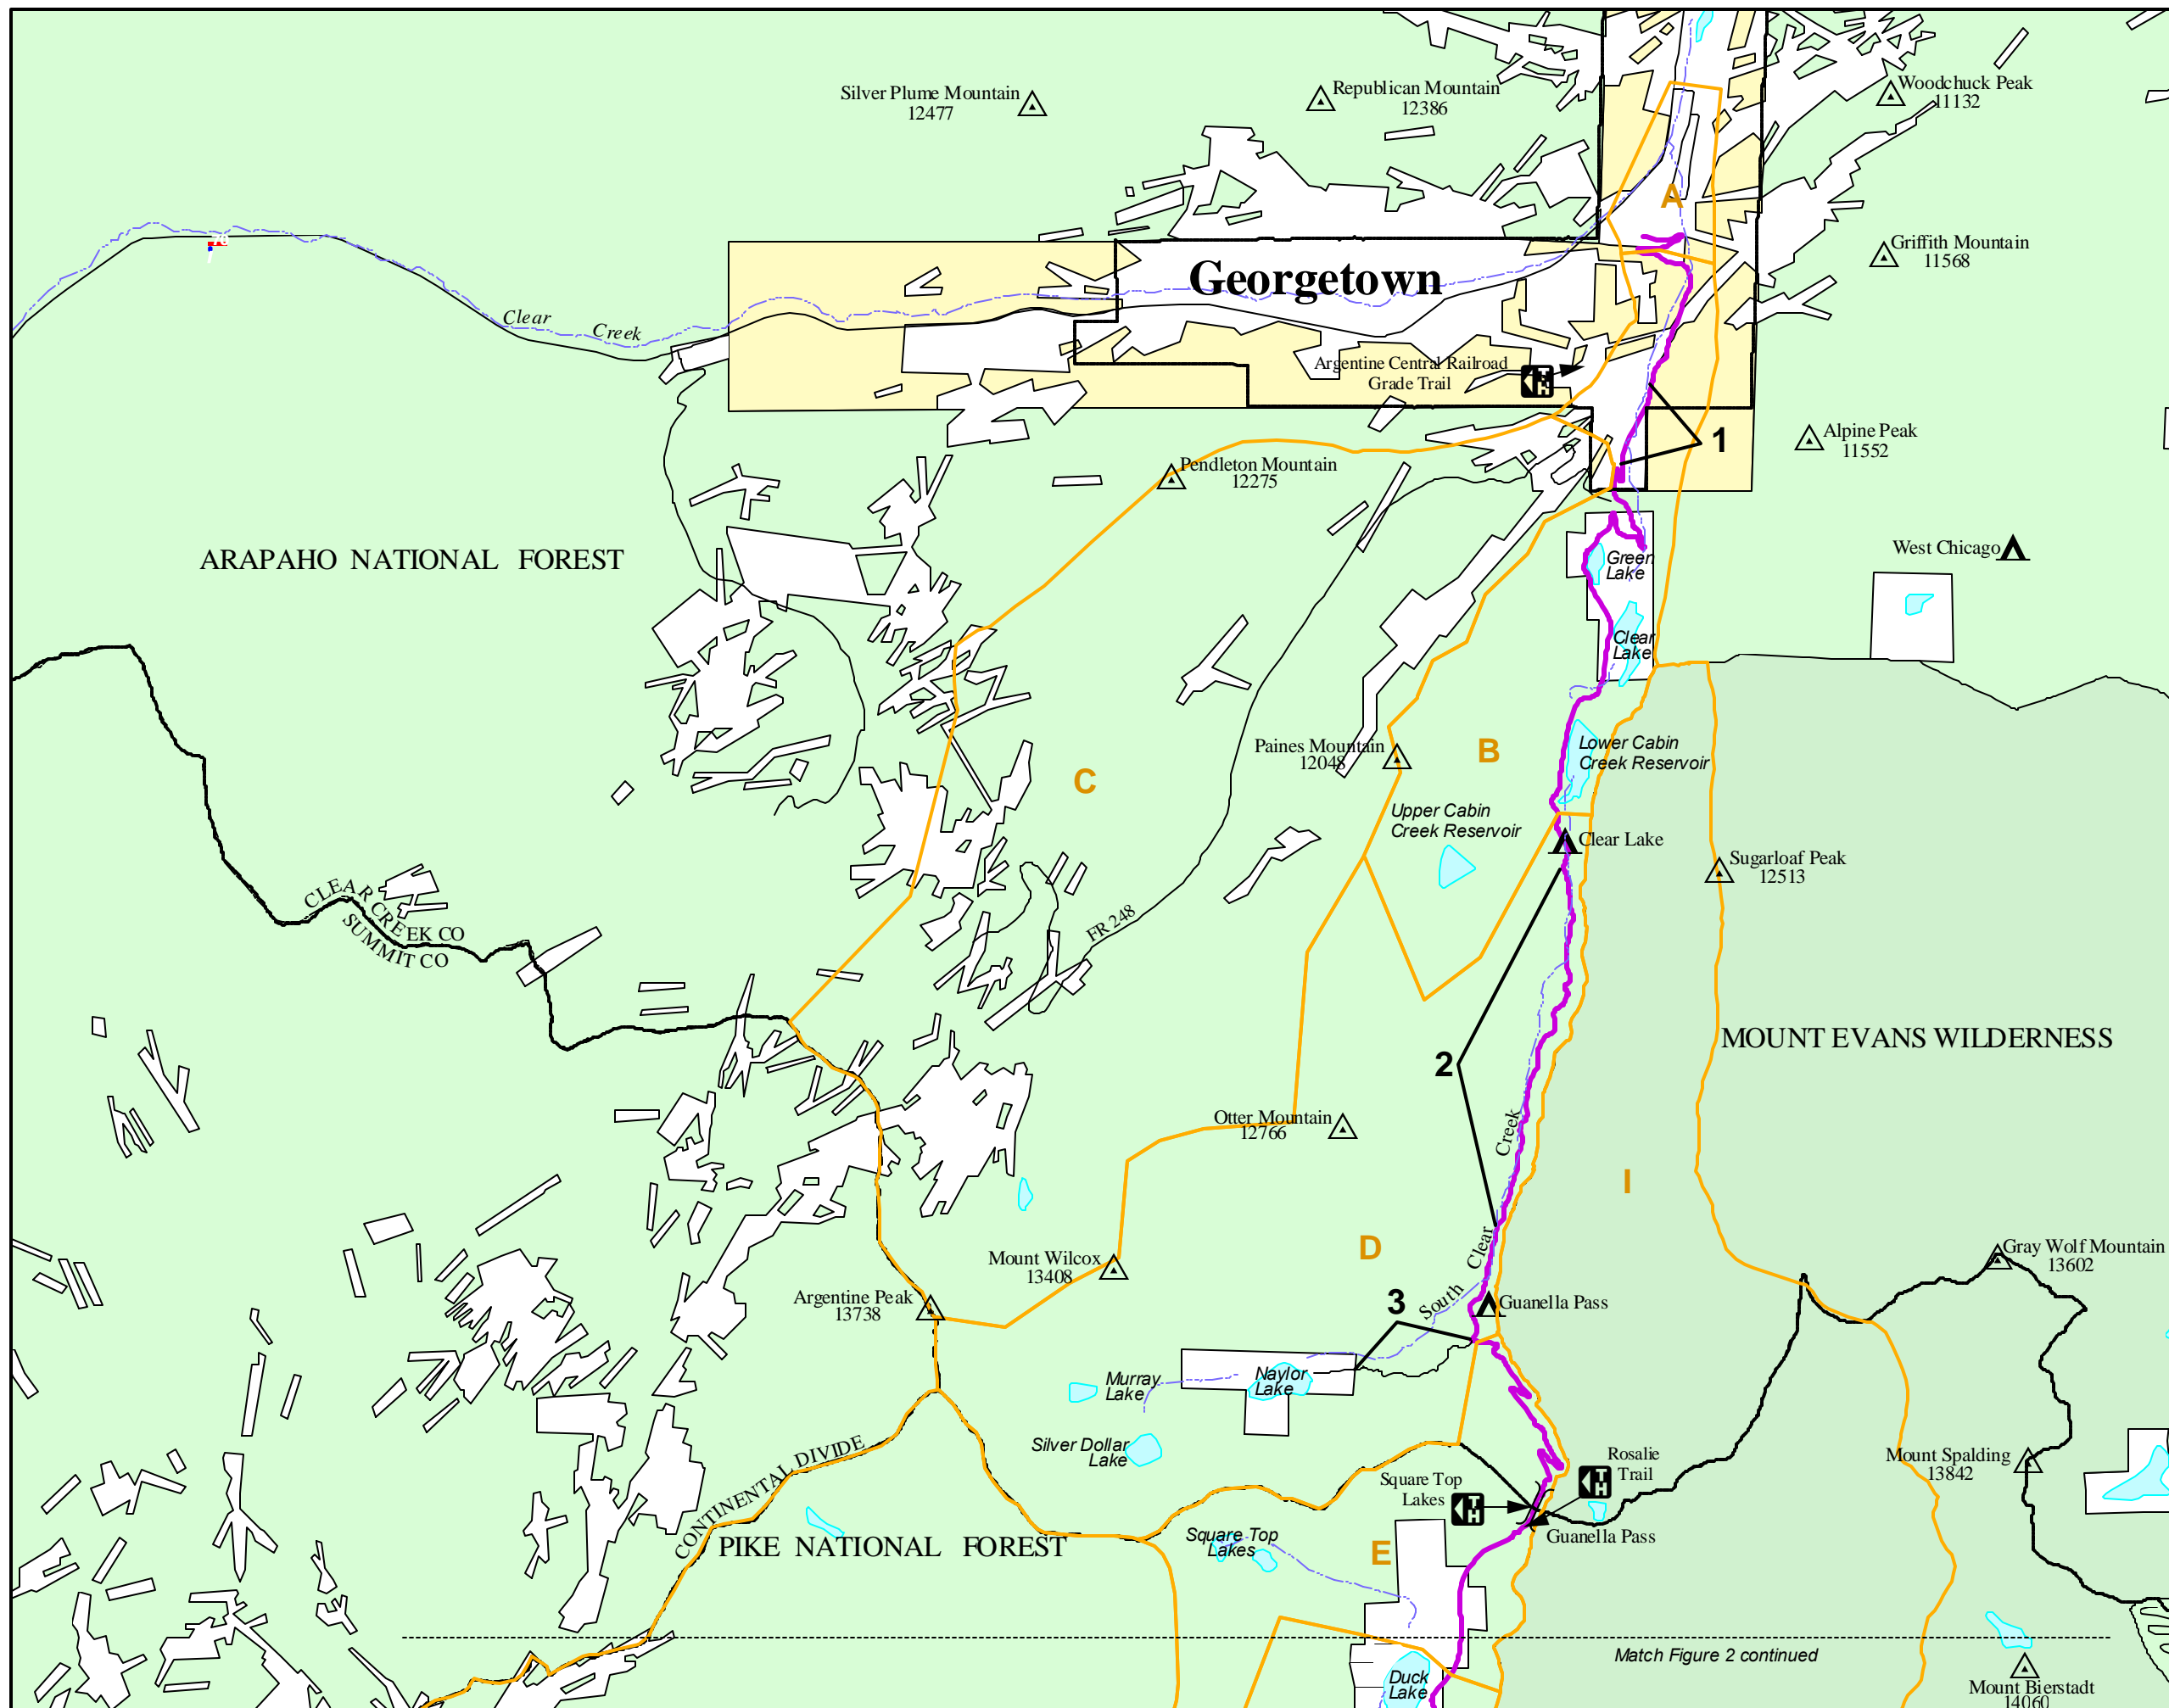 Silver Plume Mountain
12477
Republican Mountain
12386
Woodchuck Peak
11132
A
Griffith Mountain
11568
Georgetown
Clear
Creek
Argentine Central Railroad
Grade Trail
TH
1
Alpine Peak
11552
Pendleton Mountain
12275
ARAPAHO NATIONAL FOREST
West Chicago
Green
Lake
Clear
Lake
Paines Mountain
12048
B
Lower Cabin
Creek Reservoir
C
Upper Cabin
Creek Reservoir
Clear Lake
Sugarloaf Peak
12513
CLEAR CREEK CO
SUMMIT CO
FR 248
MOUNT EVANS WILDERNESS
2
Otter Mountain
12766
Creek
I
D
Clear
South
Mount Wilcox
13408
Gray Wolf Mountain
13602
Argentine Peak
13738
3
Guanella Pass
Murray
Lake
Naylor
Lake
Silver Dollar
Lake
CONTINENTAL DIVIDE
Square Top
Lakes
TH
Rosalie
Trail
TH
Mount Spalding
13842
Guanella Pass
PIKE NATIONAL FOREST
Square Top
Lakes
E
Match Figure 2 continued
Duck
Lake
Mount Bierstadt
14060